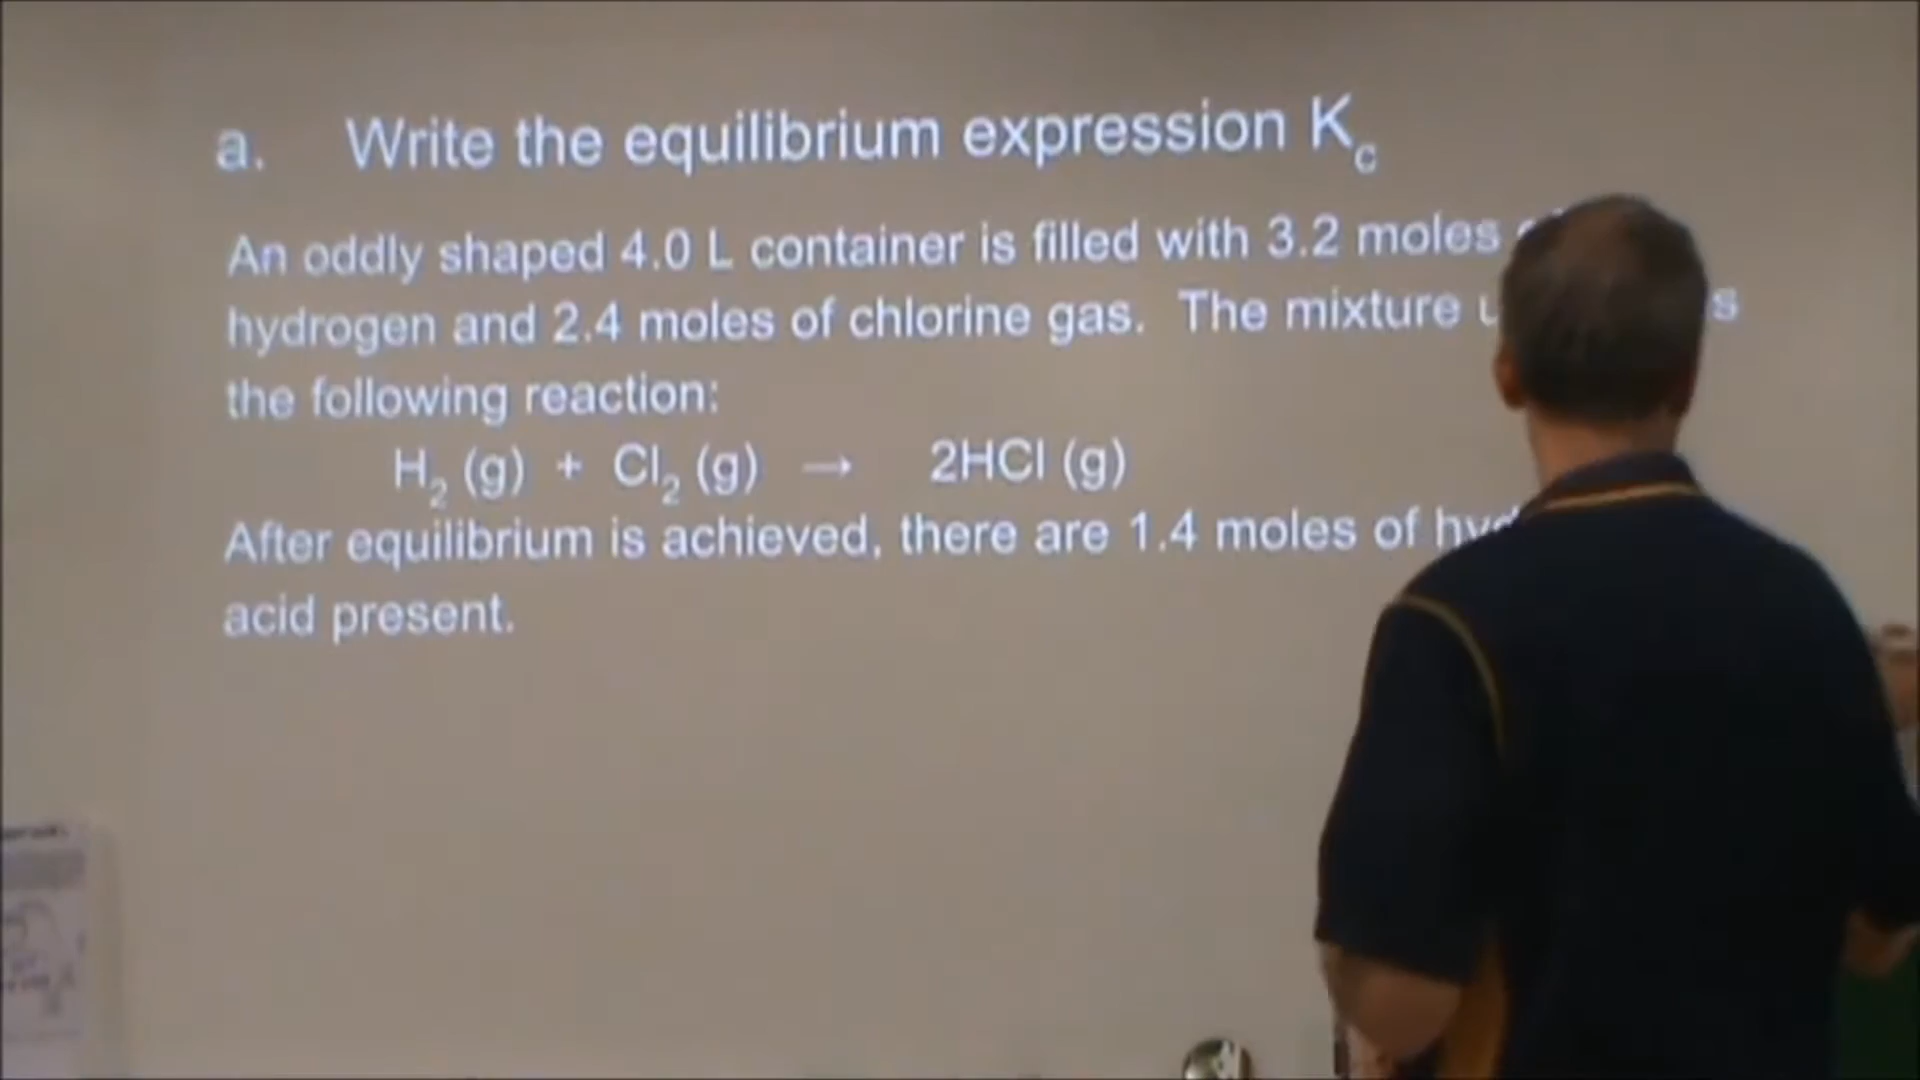 a. Write the equilibrium expression Kc
An oddly shaped 4.0 L container is filled with 3.2 moles
hydrogen and 2.4 moles of chlorine gas. The mixture
the following reaction:
H₂ (g) + Cl₂ (g) → 2HCl (g)
After equilibrium is achieved, there are 1.4 moles of
acid present.